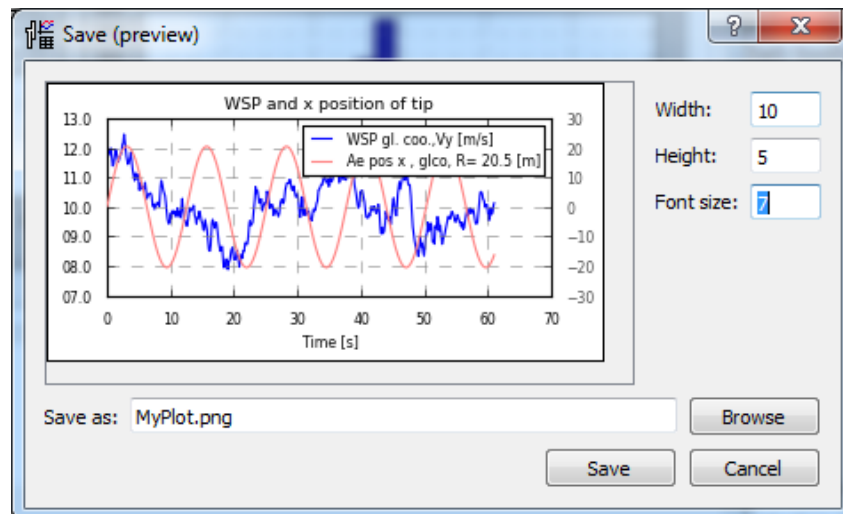 Save (preview)
?
X
WSP and x position of tip
WSP gl. coo.,Vy [m/s]
Ae pos x , glco, R= 20.5 [m]
13.0
12.0
11.0
10.0
09.0
08.0
07.0
30
20
10
0
−10
−20
−30
0 10 20 30 40 50 60 70
Time [s]
Width: 10
Height: 5
Font size: 7
Save as: MyPlot.png Browse
Save Cancel